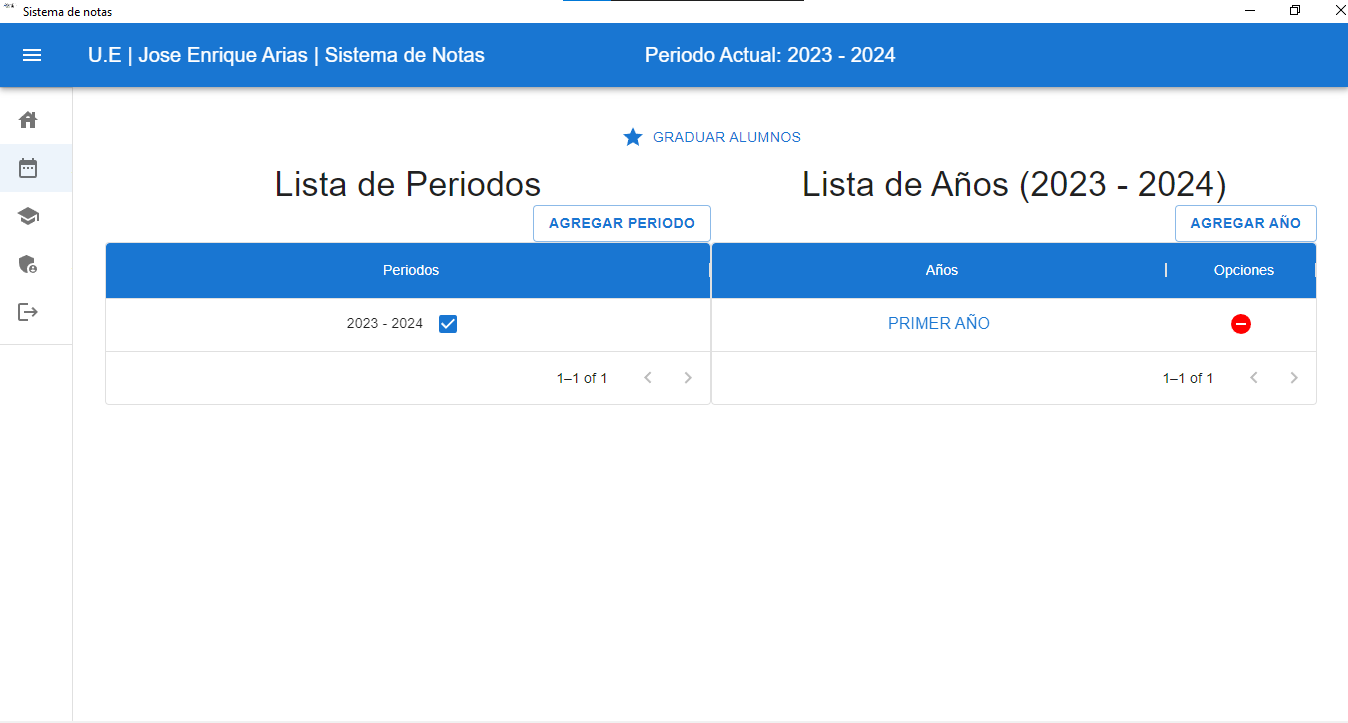 Sistema de notas
U.E | Jose Enrique Arias | Sistema de Notas
Periodo Actual: 2023 - 2024
GRADUAR ALUMNOS
Lista de Periodos
AGREGAR PERIODO
Periodos
2023 - 2024
1–1 of 1
Lista de Años (2023 - 2024)
AGREGAR AÑO
Años
Opciones
PRIMER AÑO
1–1 of 1